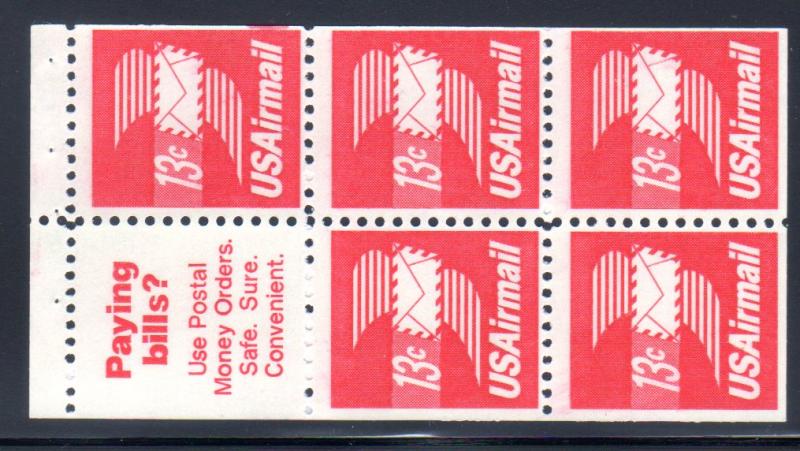 13c
USAirmail
13c
USAirmail
13c
USAirmail
Paying
bills?
Use Postal
Money Orders.
Safe. Sure.
Convenient.
13c
USAirmail
13c
USAirmail